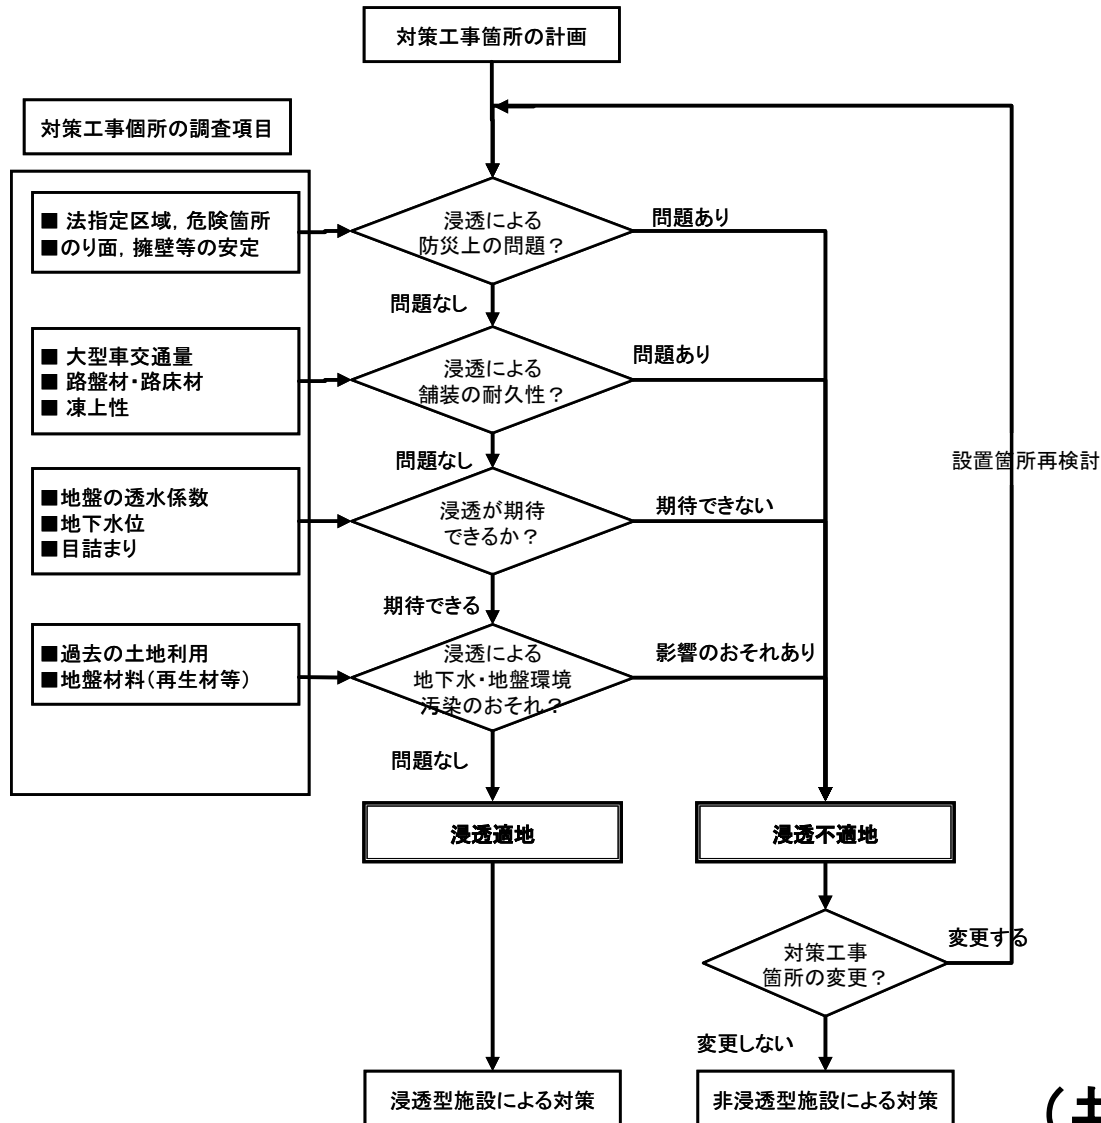 対策工事箇所の計画
対策工事個所の調査項目
■ 法指定区域，危険箇所
■のり面，擁壁等の安定
浸透による
防災上の問題？
問題あり
問題なし
■ 大型車交通量
■ 路盤材・路床材
■ 凍上性
浸透による
舗装の耐久性？
問題あり
問題なし
設置箇所再検討
■地盤の透水係数
■地下水位
■目詰まり
浸透が期待
できるか？
期待できない
期待できる
■過去の土地利用
■地盤材料（再生材等）
浸透による
地下水・地盤環境
汚染のおそれ？
影響のおそれあり
問題なし
浸透適地
浸透不適地
対策工事
箇所の変更？
変更する
変更しない
浸透型施設による対策
非浸透型施設による対策